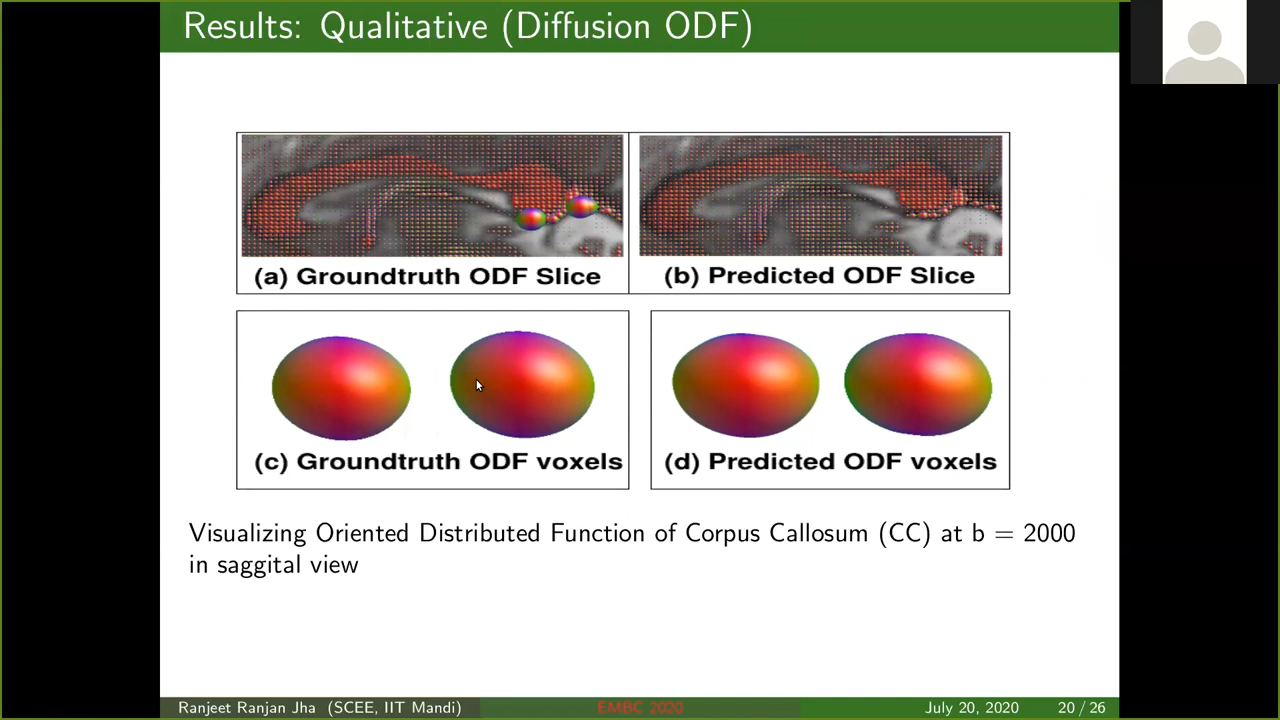 Results: Qualitative (Diffusion ODF)
(a) Groundtruth ODF Slice
(b) Predicted ODF Slice
(c) Groundtruth ODF voxels
(d) Predicted ODF voxels
Visualizing Oriented Distributed Function of Corpus Callosum (CC) at b = 2000
in saggital view
Ranjeet Ranjan Jha (SCEE, IIT Mandi)
EMBC 2020
July 20, 2020
20 / 26